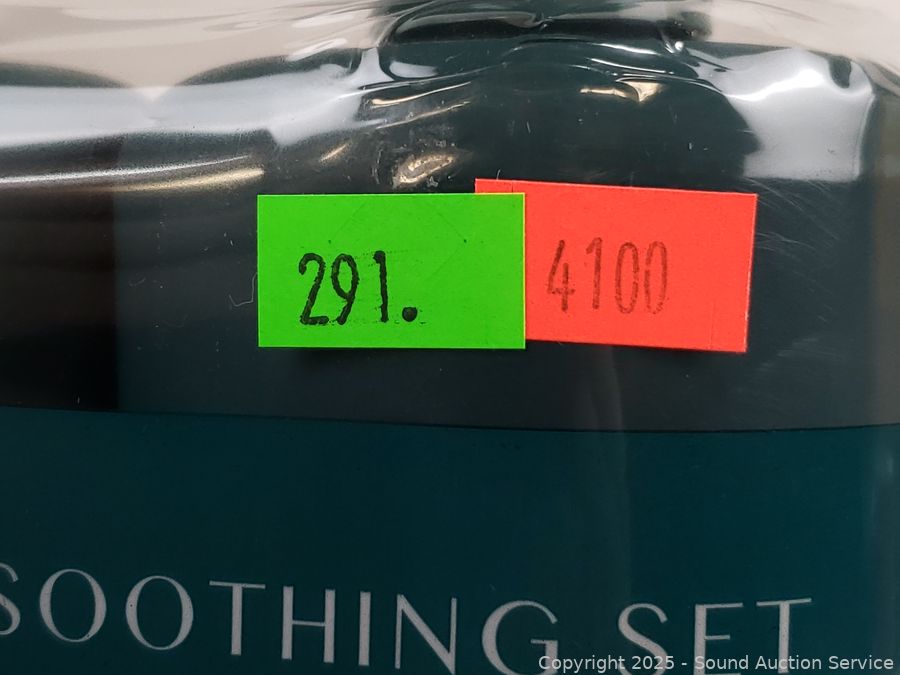 291.
4100
SOOTHING SET
Copyright 2025 - Sound Auction Service